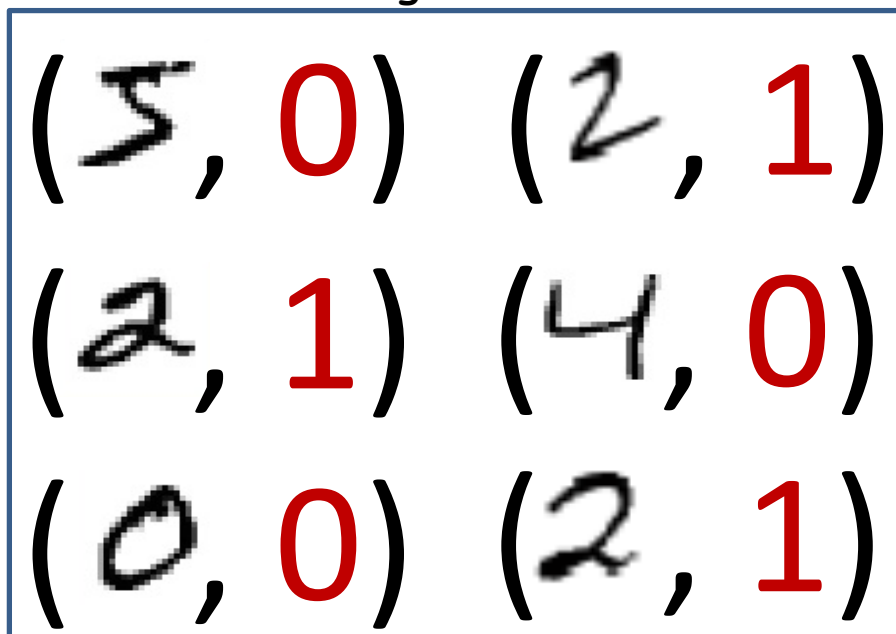 (5, 0) (2, 1)
(2, 1) (4, 0)
(0, 0) (2, 1)